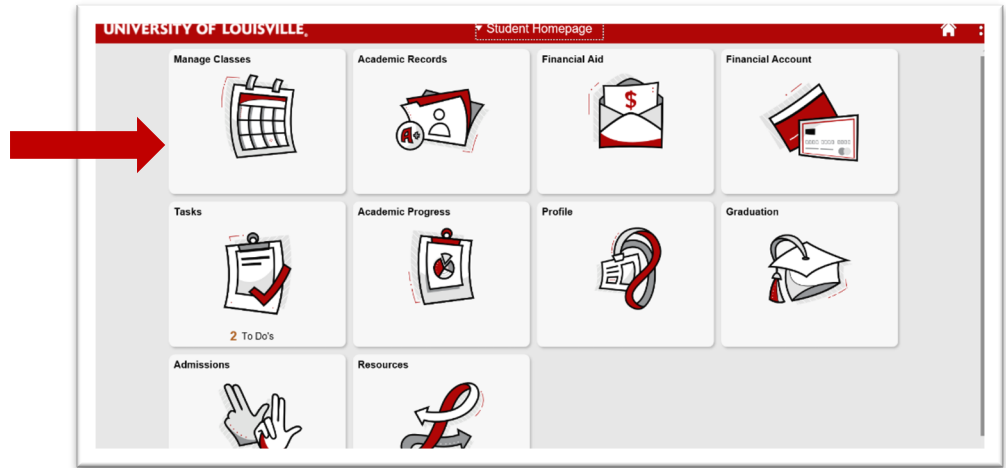 UNIVERSITY OF LOUISVILLE.
Student Homepage
Manage Classes
Academic Records
Financial Aid
Financial Account
A+
$
Tasks
Academic Progress
Profile
Graduation
2 To Do's
Admissions
Resources